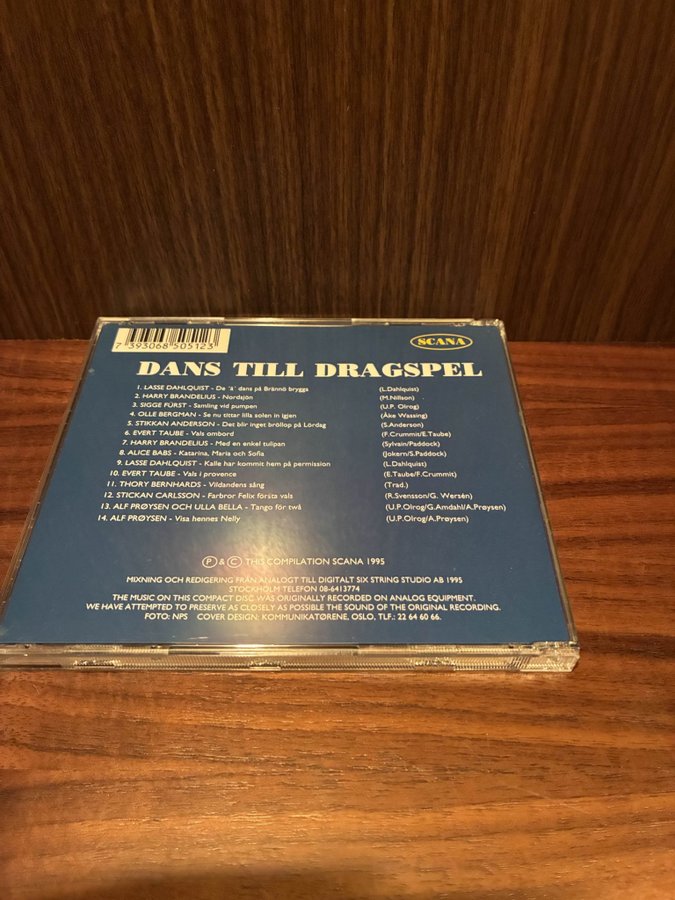 7 393068 505123
SCANA
DANS TILL DRAGSPEL
1. LASSE DAHLQUIST - De 'ä' dans på Brännö brygga (L.Dahlquist)
2. HARRY BRANDELIUS - Nordsjön (M.Nillson)
3. SIGGE FÜRST - Samling vid pumpen (U.P. Olrog)
4. OLLE BERGMAN - Se nu tittar lilla solen in igjen (Åke Wassing)
5. STIKKAN ANDERSON - Det blir inget bröllop på Lördag (S.Anderson)
6. EVERT TAUBE - Vals ombord (F.Crummit/E.Taube)
7. HARRY BRANDELIUS - Med en enkel tulipan (Sylvain/Paddock)
8. ALICE BABS - Katarina, Maria och Sofia (Jokern/S.Paddock)
9. LASSE DAHLQUIST - Kalle har kommit hem på permission (L.Dahlquist)
10. EVERT TAUBE - Vals i provence (E.Taube/F.Crummit)
11. THORY BERNHARDS - Vildandens sång (Trad.)
12. STICKAN CARLSSON - Farbror Felix första vals (R.Svensson/G. Wersén)
13. ALF PRØYSEN OCH ULLA BELLA - Tango för två (U.P.Olrog/G.Amdahl/A.Prøysen)
14. ALF PRØYSEN - Visa hennes Nelly (U.P.Olrog/A.Prøysen)
Ⓟ & © THIS COMPILATION SCANA 1995
MIXNING OCH REDIGERING FRÅN ANALOGT TILL DIGITALT SIX STRING STUDIO AB 1995
STOCKHOLM TELEFON 08-6413774
THE MUSIC ON THIS COMPACT DISC WAS ORIGINALLY RECORDED ON ANALOG EQUIPMENT.
WE HAVE ATTEMPTED TO PRESERVE AS CLOSELY AS POSSIBLE THE SOUND OF THE ORIGINAL RECORDING.
FOTO: NPS COVER DESIGN: KOMMUNIKATØRENE, OSLO, TLF.: 22 64 60 66.